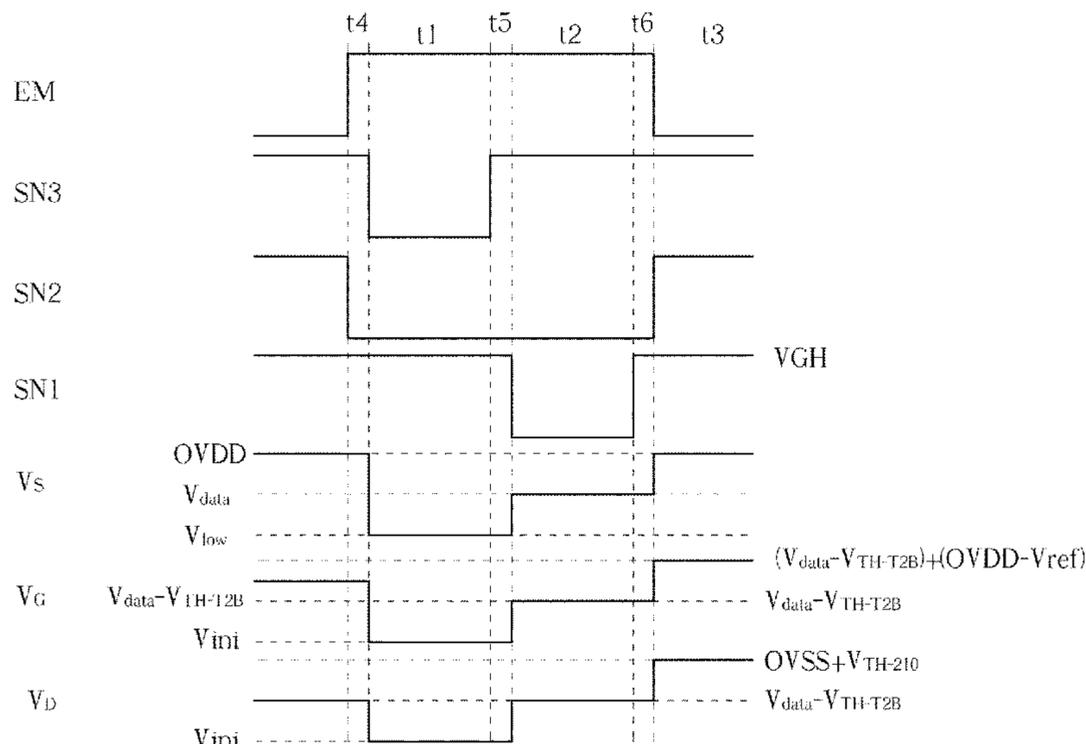 t4 t1 t5 t2 t6 t3
EM
SN3
SN2
SN1 VGH
OVDD
VS
Vdata
Vlow
(Vdata-VTH-T2B)+(OVDD-Vref)
VG Vdata-VTH-T2B Vdata-VTH-T2B
Vini
OVSS+VTH-210
VD Vdata-VTH-T2B
Vini